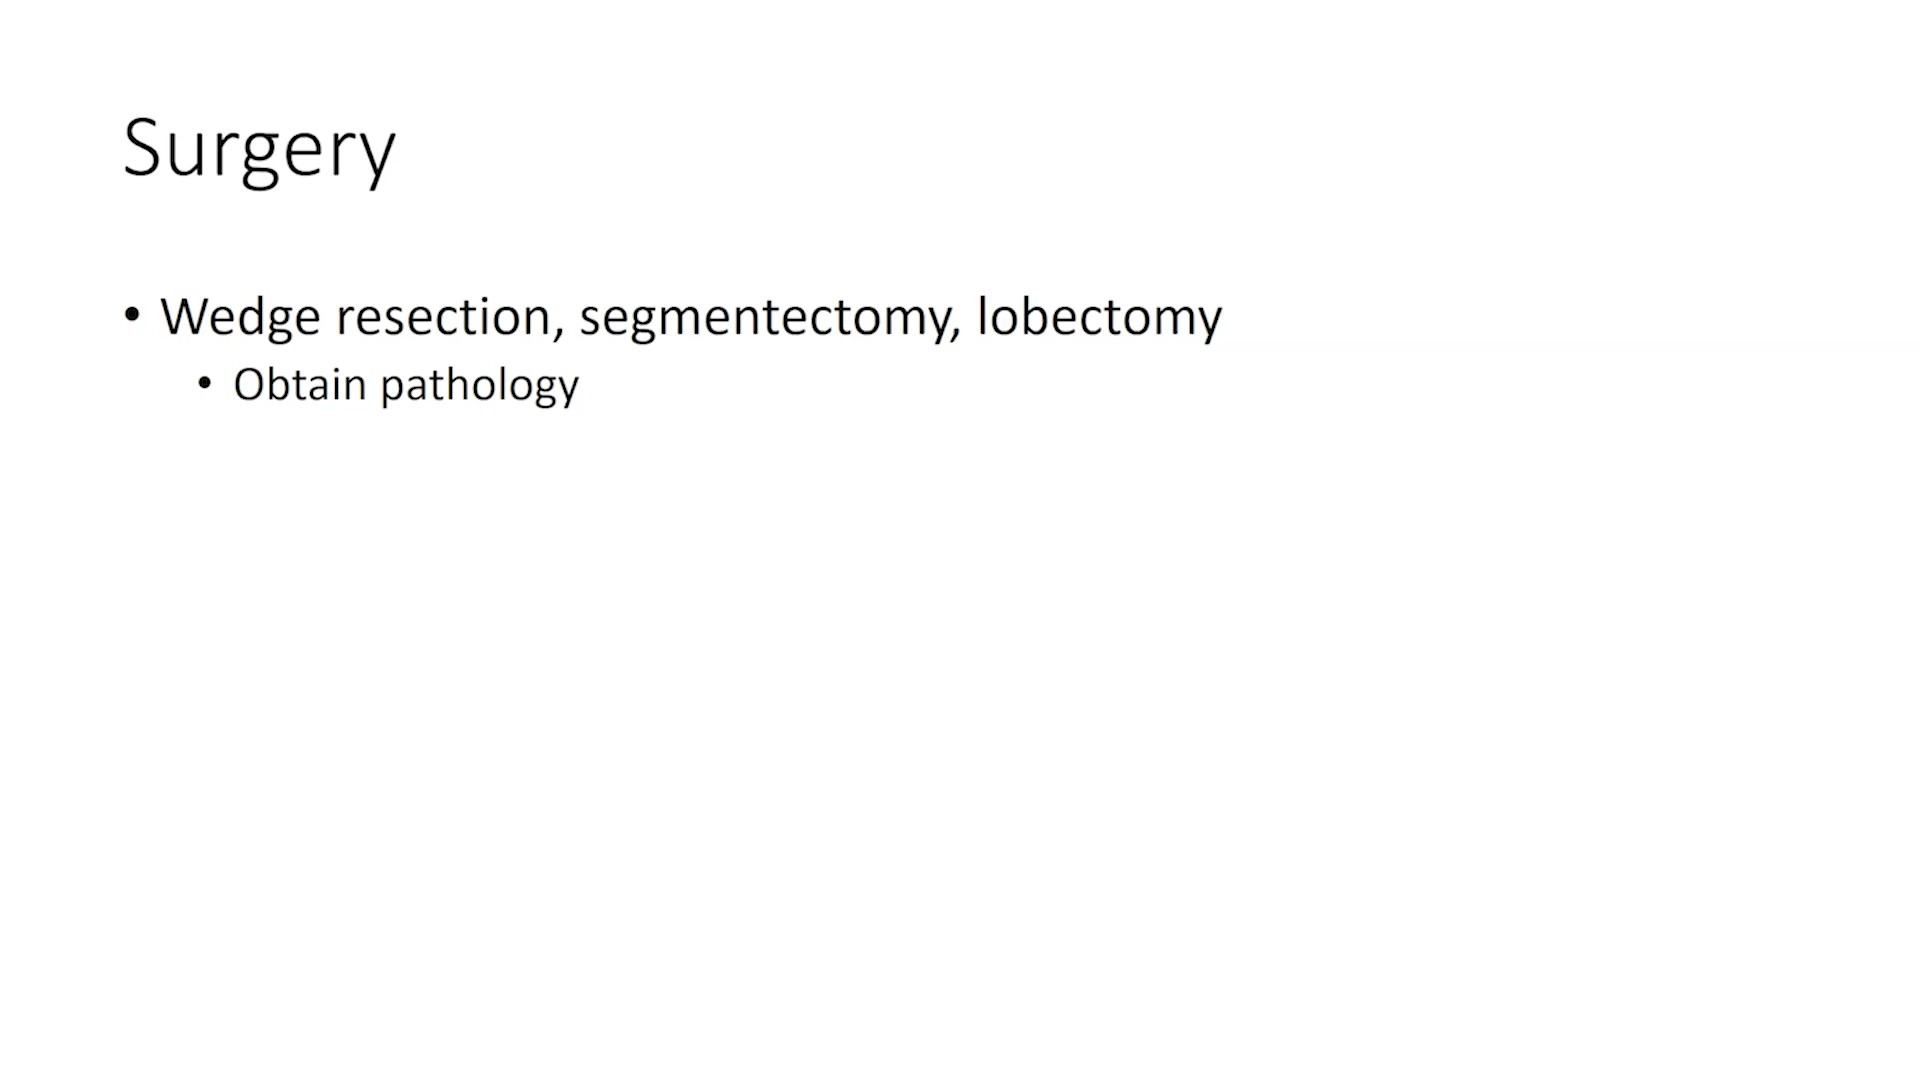 Surgery
• Wedge resection, segmentectomy, lobectomy
• Obtain pathology